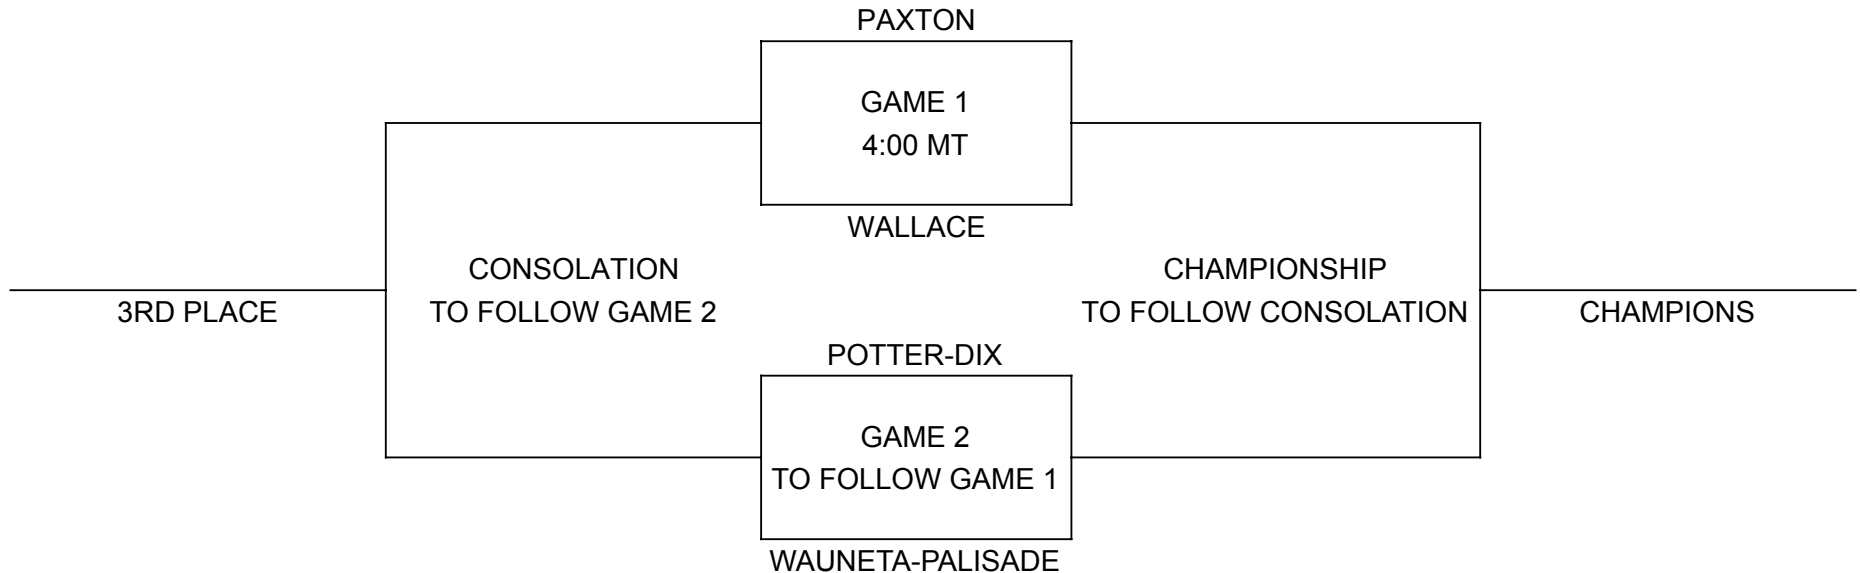 PAXTON
GAME 1
4:00 MT
WALLACE
CONSOLATION
TO FOLLOW GAME 2
CHAMPIONSHIP
TO FOLLOW CONSOLATION
3RD PLACE
CHAMPIONS
POTTER-DIX
GAME 2
TO FOLLOW GAME 1
WAUNETA-PALISADE